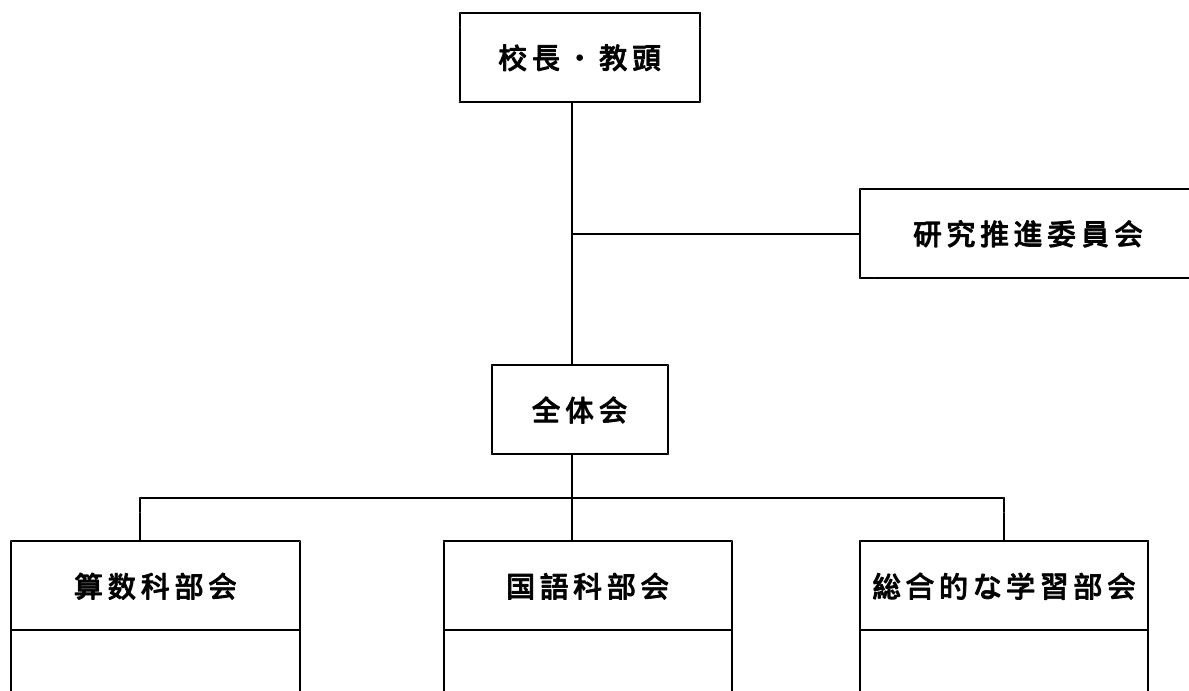 校長・教頭
研究推進委員会
全体会
算数科部会
国語科部会
総合的な学習部会